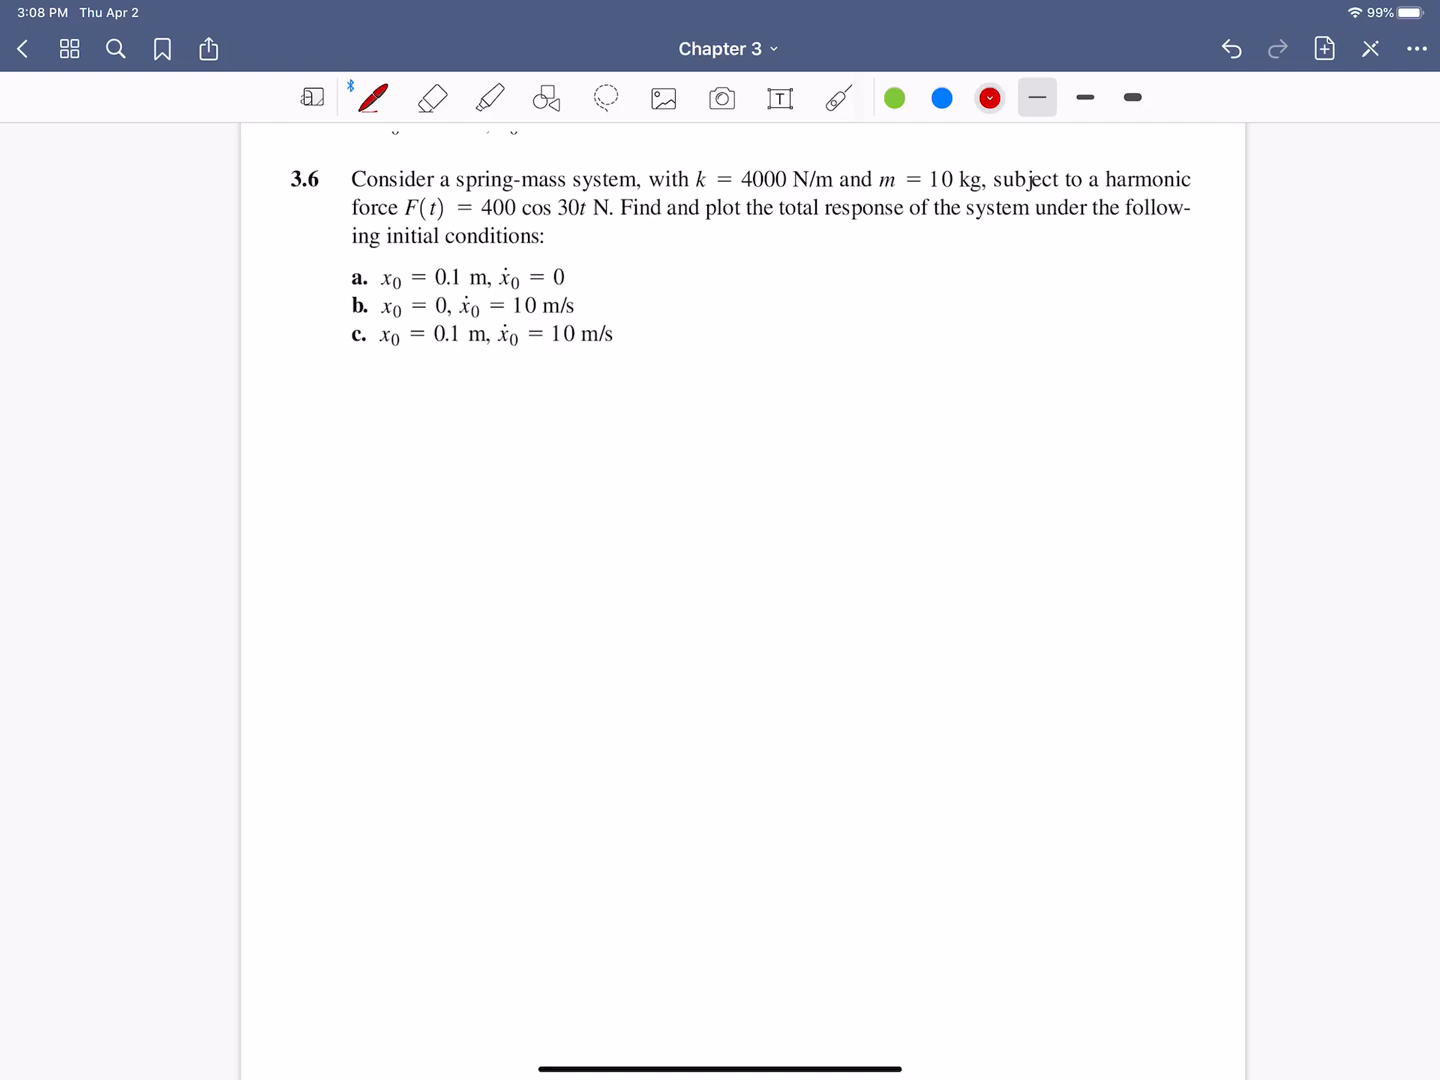 3:08 PM Thu Apr 2
99%
Chapter 3
T
3.6 Consider a spring-mass system, with k = 4000 N/m and m = 10 kg, subject to a harmonic
force F(t) = 400 cos 30t N. Find and plot the total response of the system under the follow-
ing initial conditions:
a. x₀ = 0.1 m, ẋ₀ = 0
b. x₀ = 0, ẋ₀ = 10 m/s
c. x₀ = 0.1 m, ẋ₀ = 10 m/s